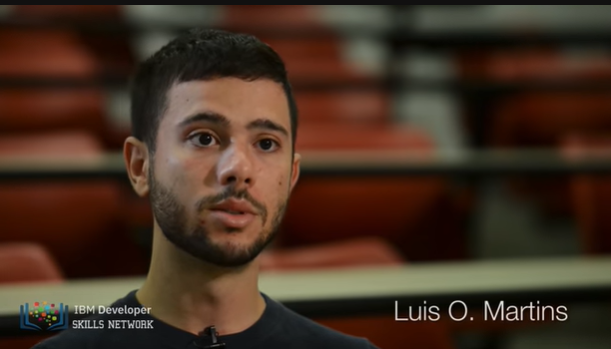 IBM Developer
SKILLS NETWORK
Luis O. Martins